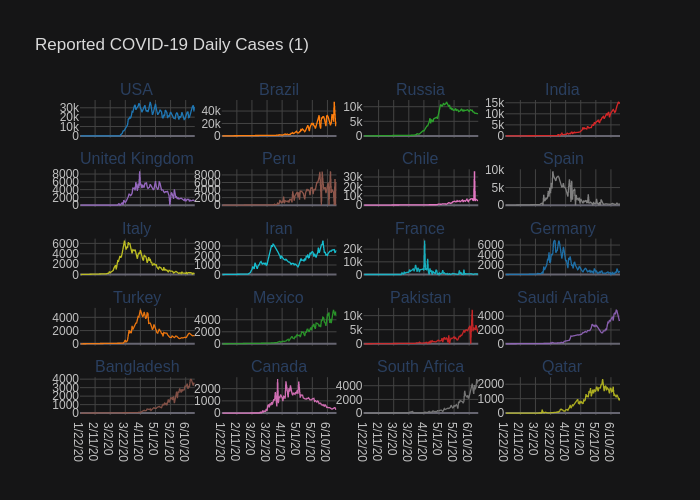 Reported COVID-19 Daily Cases (1)
USA Brazil Russia India
30k 20k 10k 0 40k 20k 0 10k 5k 0 15k 10k 5k 0
United Kingdom Peru Chile Spain
8000 6000 4000 2000 0 8000 6000 4000 2000 0 30k 20k 10k 0 10k 5k 0
Italy Iran France Germany
6000 4000 2000 0 3000 2000 1000 0 20k 10k 0 6000 4000 2000 0
Turkey Mexico Pakistan Saudi Arabia
4000 2000 0 4000 2000 0 10k 5k 0 4000 2000 0
Bangladesh Canada South Africa Qatar
4000 3000 2000 1000 0 2000 1000 0 4000 2000 0 2000 1000 0
1/22/20 2/11/20 3/2/20 3/22/20 4/11/20 5/1/20 5/21/20 6/10/20 1/22/20 2/11/20 3/2/20 3/22/20 4/11/20 5/1/20 5/21/20 6/10/20 1/22/20 2/11/20 3/2/20 3/22/20 4/11/20 5/1/20 5/21/20 6/10/20 1/22/20 2/11/20 3/2/20 3/22/20 4/11/20 5/1/20 5/21/20 6/10/20